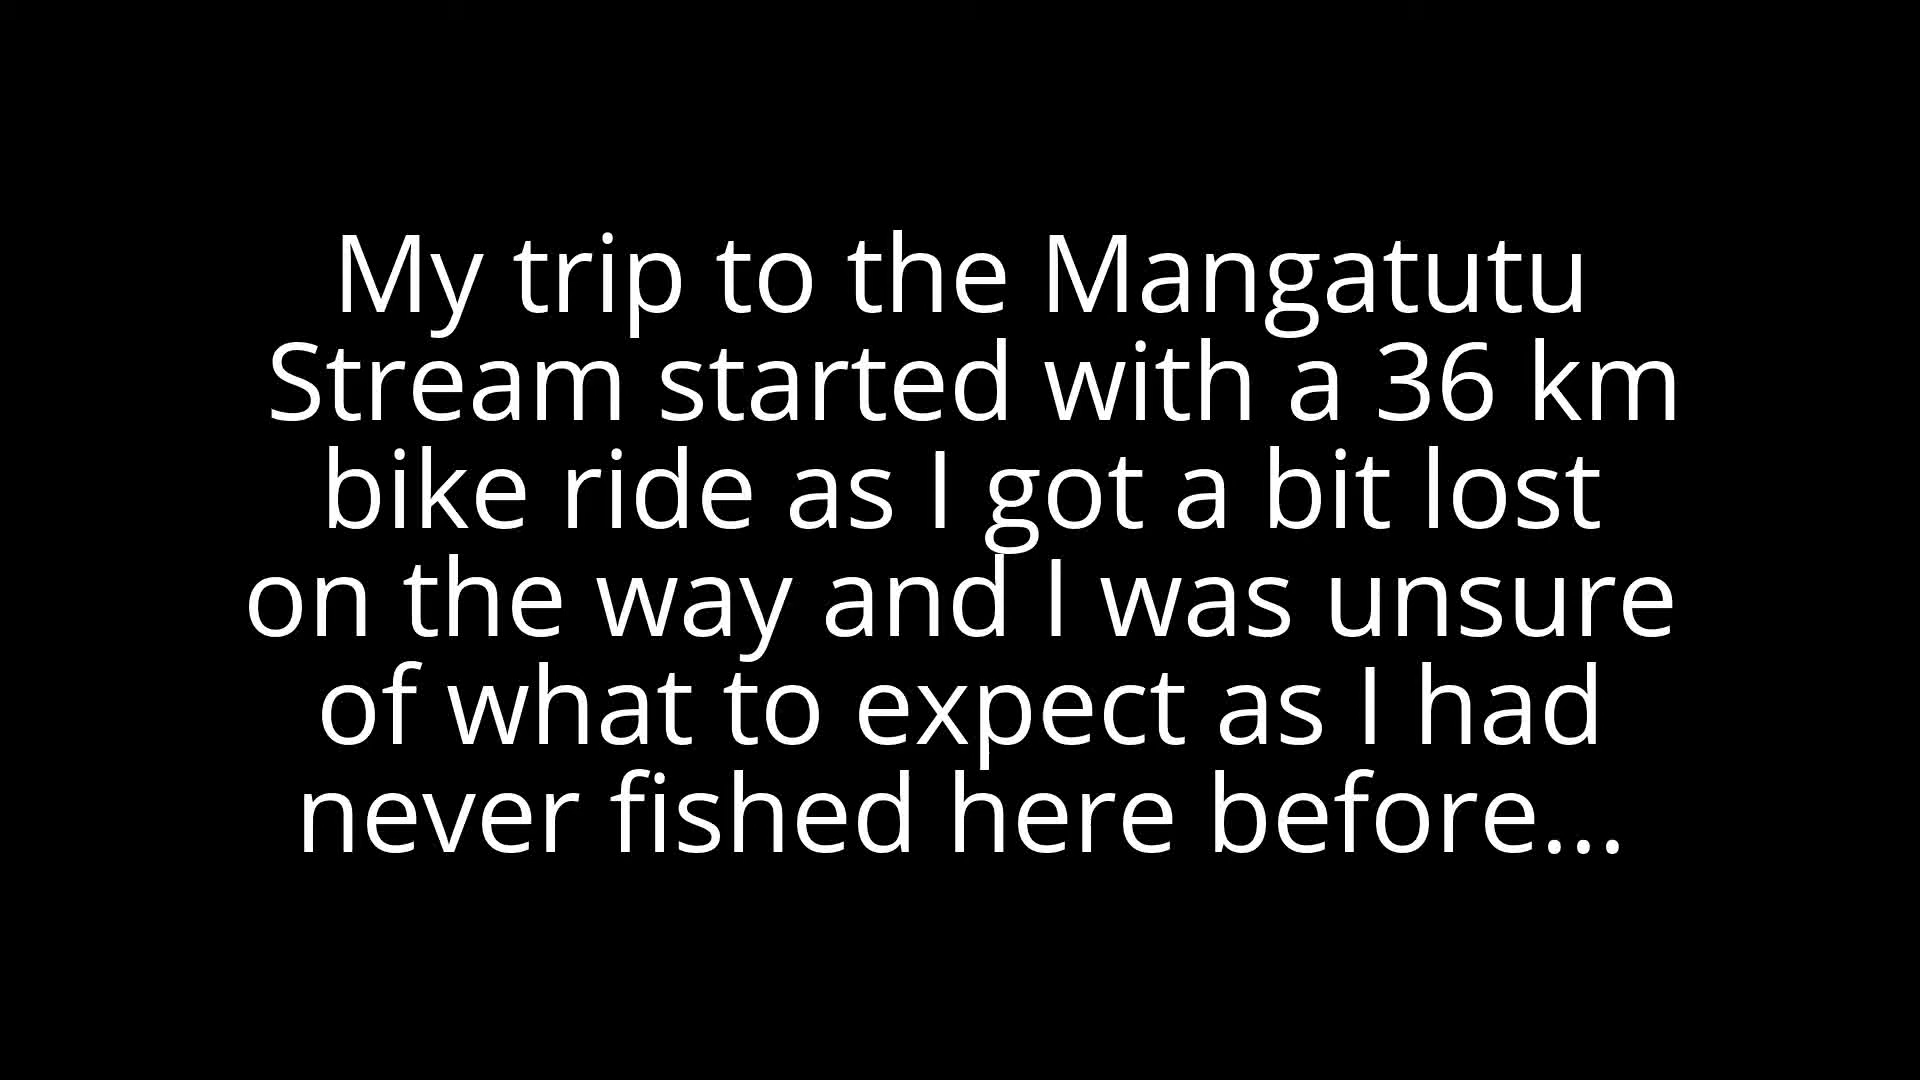 My trip to the Mangatutu
Stream started with a 36 km
bike ride as I got a bit lost
on the way and I was unsure
of what to expect as I had
never fished here before...